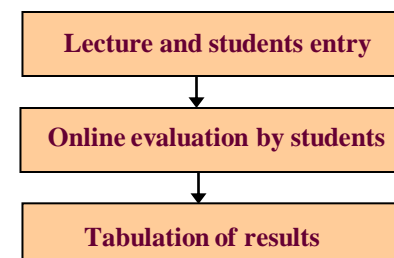 Lecture and students entry
Online evaluation by students
Tabulation of results